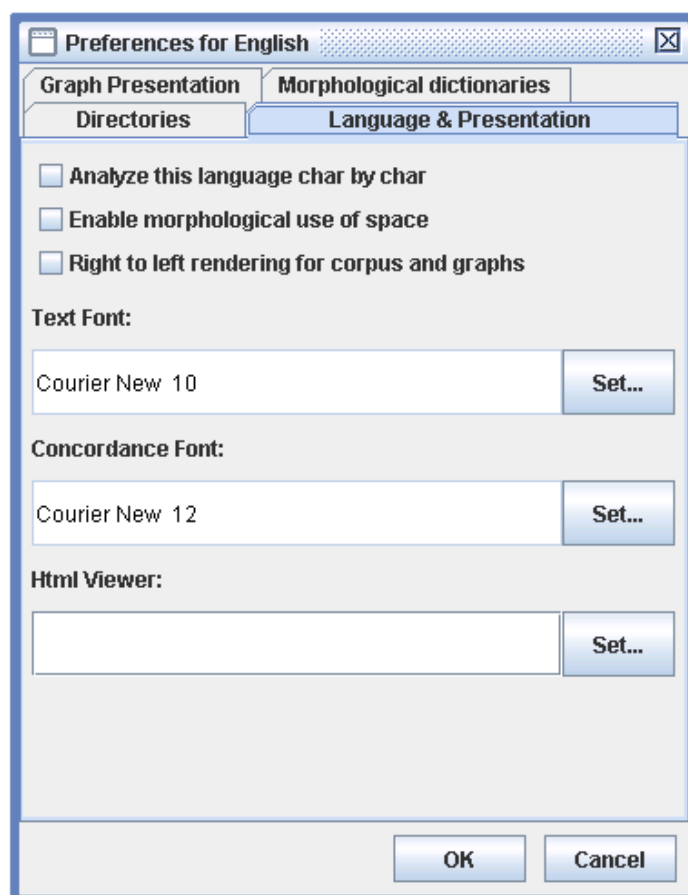 Preferences for English
Graph Presentation Morphological dictionaries
Directories Language & Presentation
Analyze this language char by char
Enable morphological use of space
Right to left rendering for corpus and graphs
Text Font:
Courier New 10 Set...
Concordance Font:
Courier New 12 Set...
Html Viewer:
Set...
OK Cancel